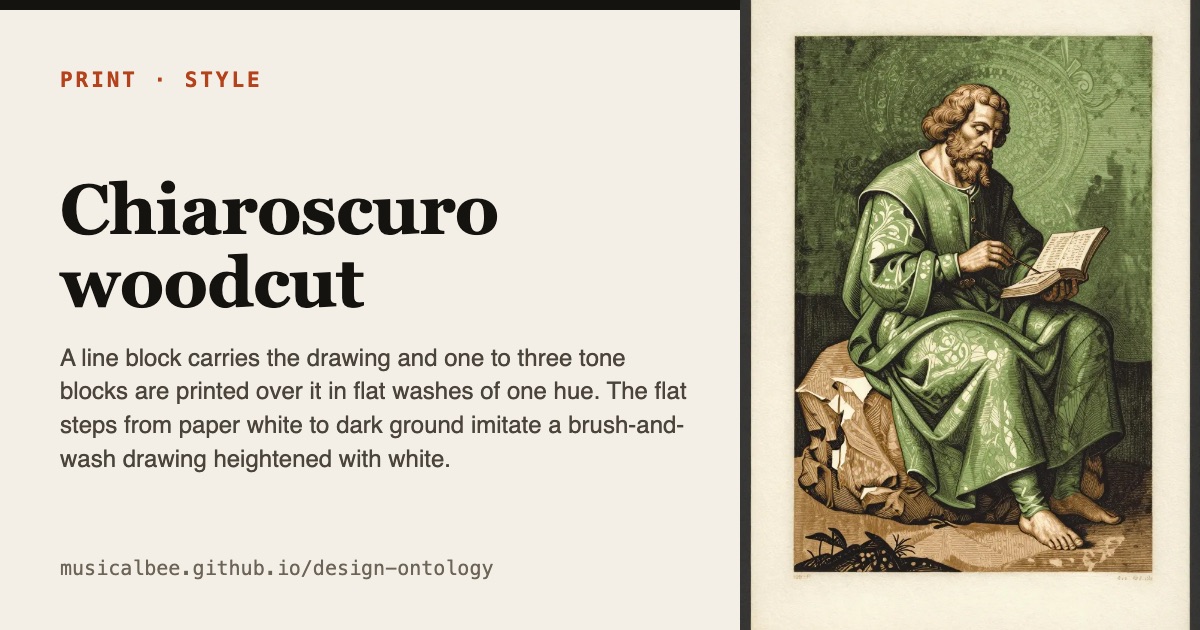 PRINT · STYLE
Chiaroscuro
woodcut
A line block carries the drawing and one to three tone
blocks are printed over it in flat washes of one hue. The flat
steps from paper white to dark ground imitate a brush-and-
wash drawing heightened with white.
musicalbee.github.io/design-ontology